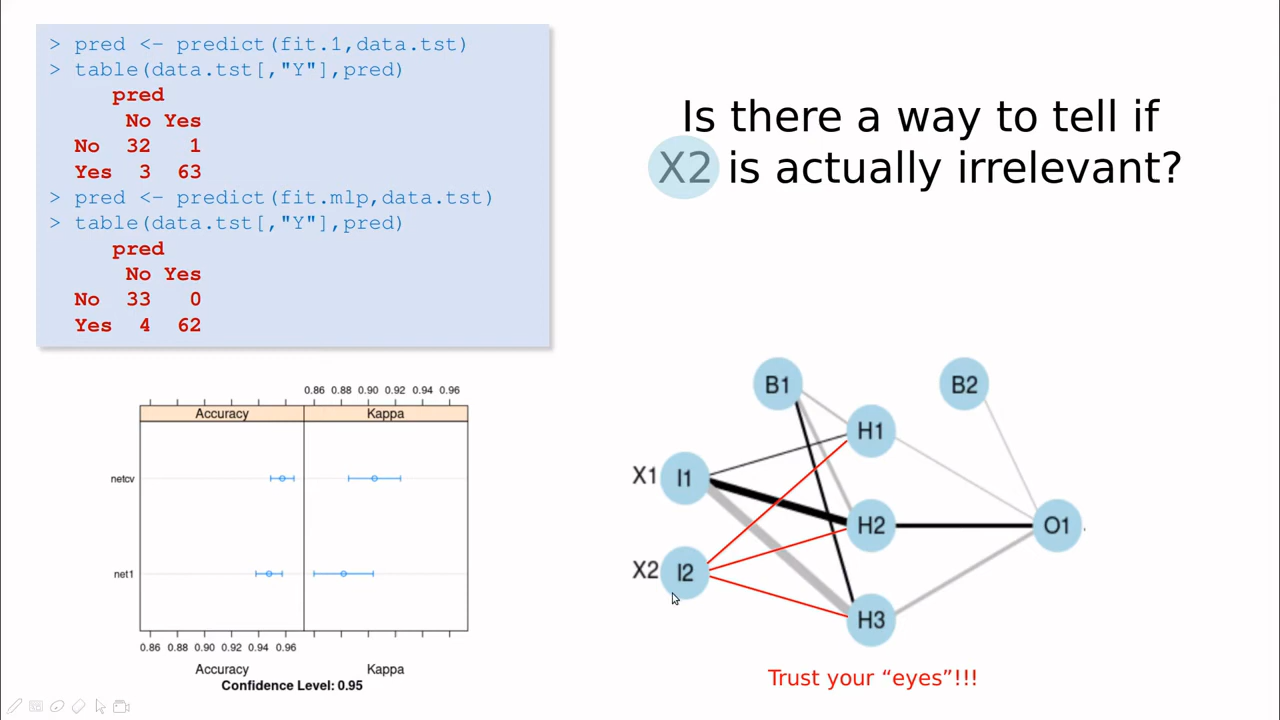 > pred <- predict(fit.1,data.tst)
> table(data.tst[,"Y"],pred)
pred
No Yes
No 32 1
Yes 3 63
> pred <- predict(fit.mlp,data.tst)
> table(data.tst[,"Y"],pred)
pred
No Yes
No 33 0
Yes 4 62
Is there a way to tell if
X2 is actually irrelevant?
0.86 0.88 0.90 0.92 0.94 0.96
Accuracy Kappa
netcv
net1
0.86 0.88 0.90 0.92 0.94 0.96
Accuracy Kappa
Confidence Level: 0.95
B1 B2
H1
X1 I1
H2 O1
X2 I2
H3
Trust your “eyes”!!!